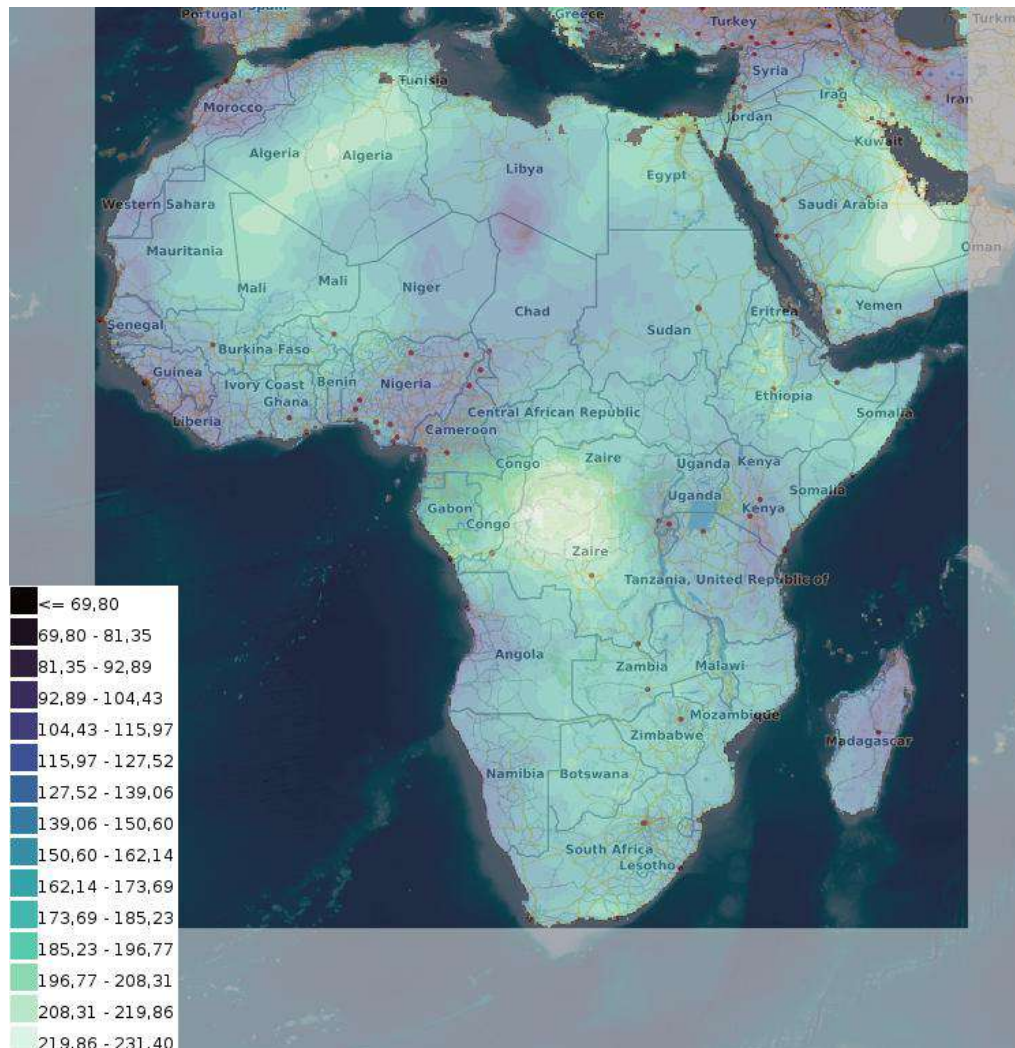 Portugal
Spain
Greece
Turkey
Turkm
Tunisia
Syria
Iraq
Iran
Morocco
Jordan
Kuwait
Algeria Algeria
Libya
Egypt
Western Sahara
Saudi Arabia
Mauritania
Oman
Mali
Mali
Niger
Chad
Yemen
Eritrea
Senegal
Sudan
Burkina Faso
Guinea
Ivory Coast
Benin
Nigeria
Ghana
Ethiopia
Central African Republic
Somalia
Liberia
Cameroon
Congo
Zaire
Uganda
Kenya
Uganda
Somalia
Gabon
Congo
Kenya
Zaire
Tanzania, United Republic of
Angola
Zambia
Malawi
Mozambique
Zimbabwe
Madagascar
Namibia
Botswana
South Africa
Lesotho
<= 69,80
69,80 - 81,35
81,35 - 92,89
92,89 - 104,43
104,43 - 115,97
115,97 - 127,52
127,52 - 139,06
139,06 - 150,60
150,60 - 162,14
162,14 - 173,69
173,69 - 185,23
185,23 - 196,77
196,77 - 208,31
208,31 - 219,86
219,86 - 231,40